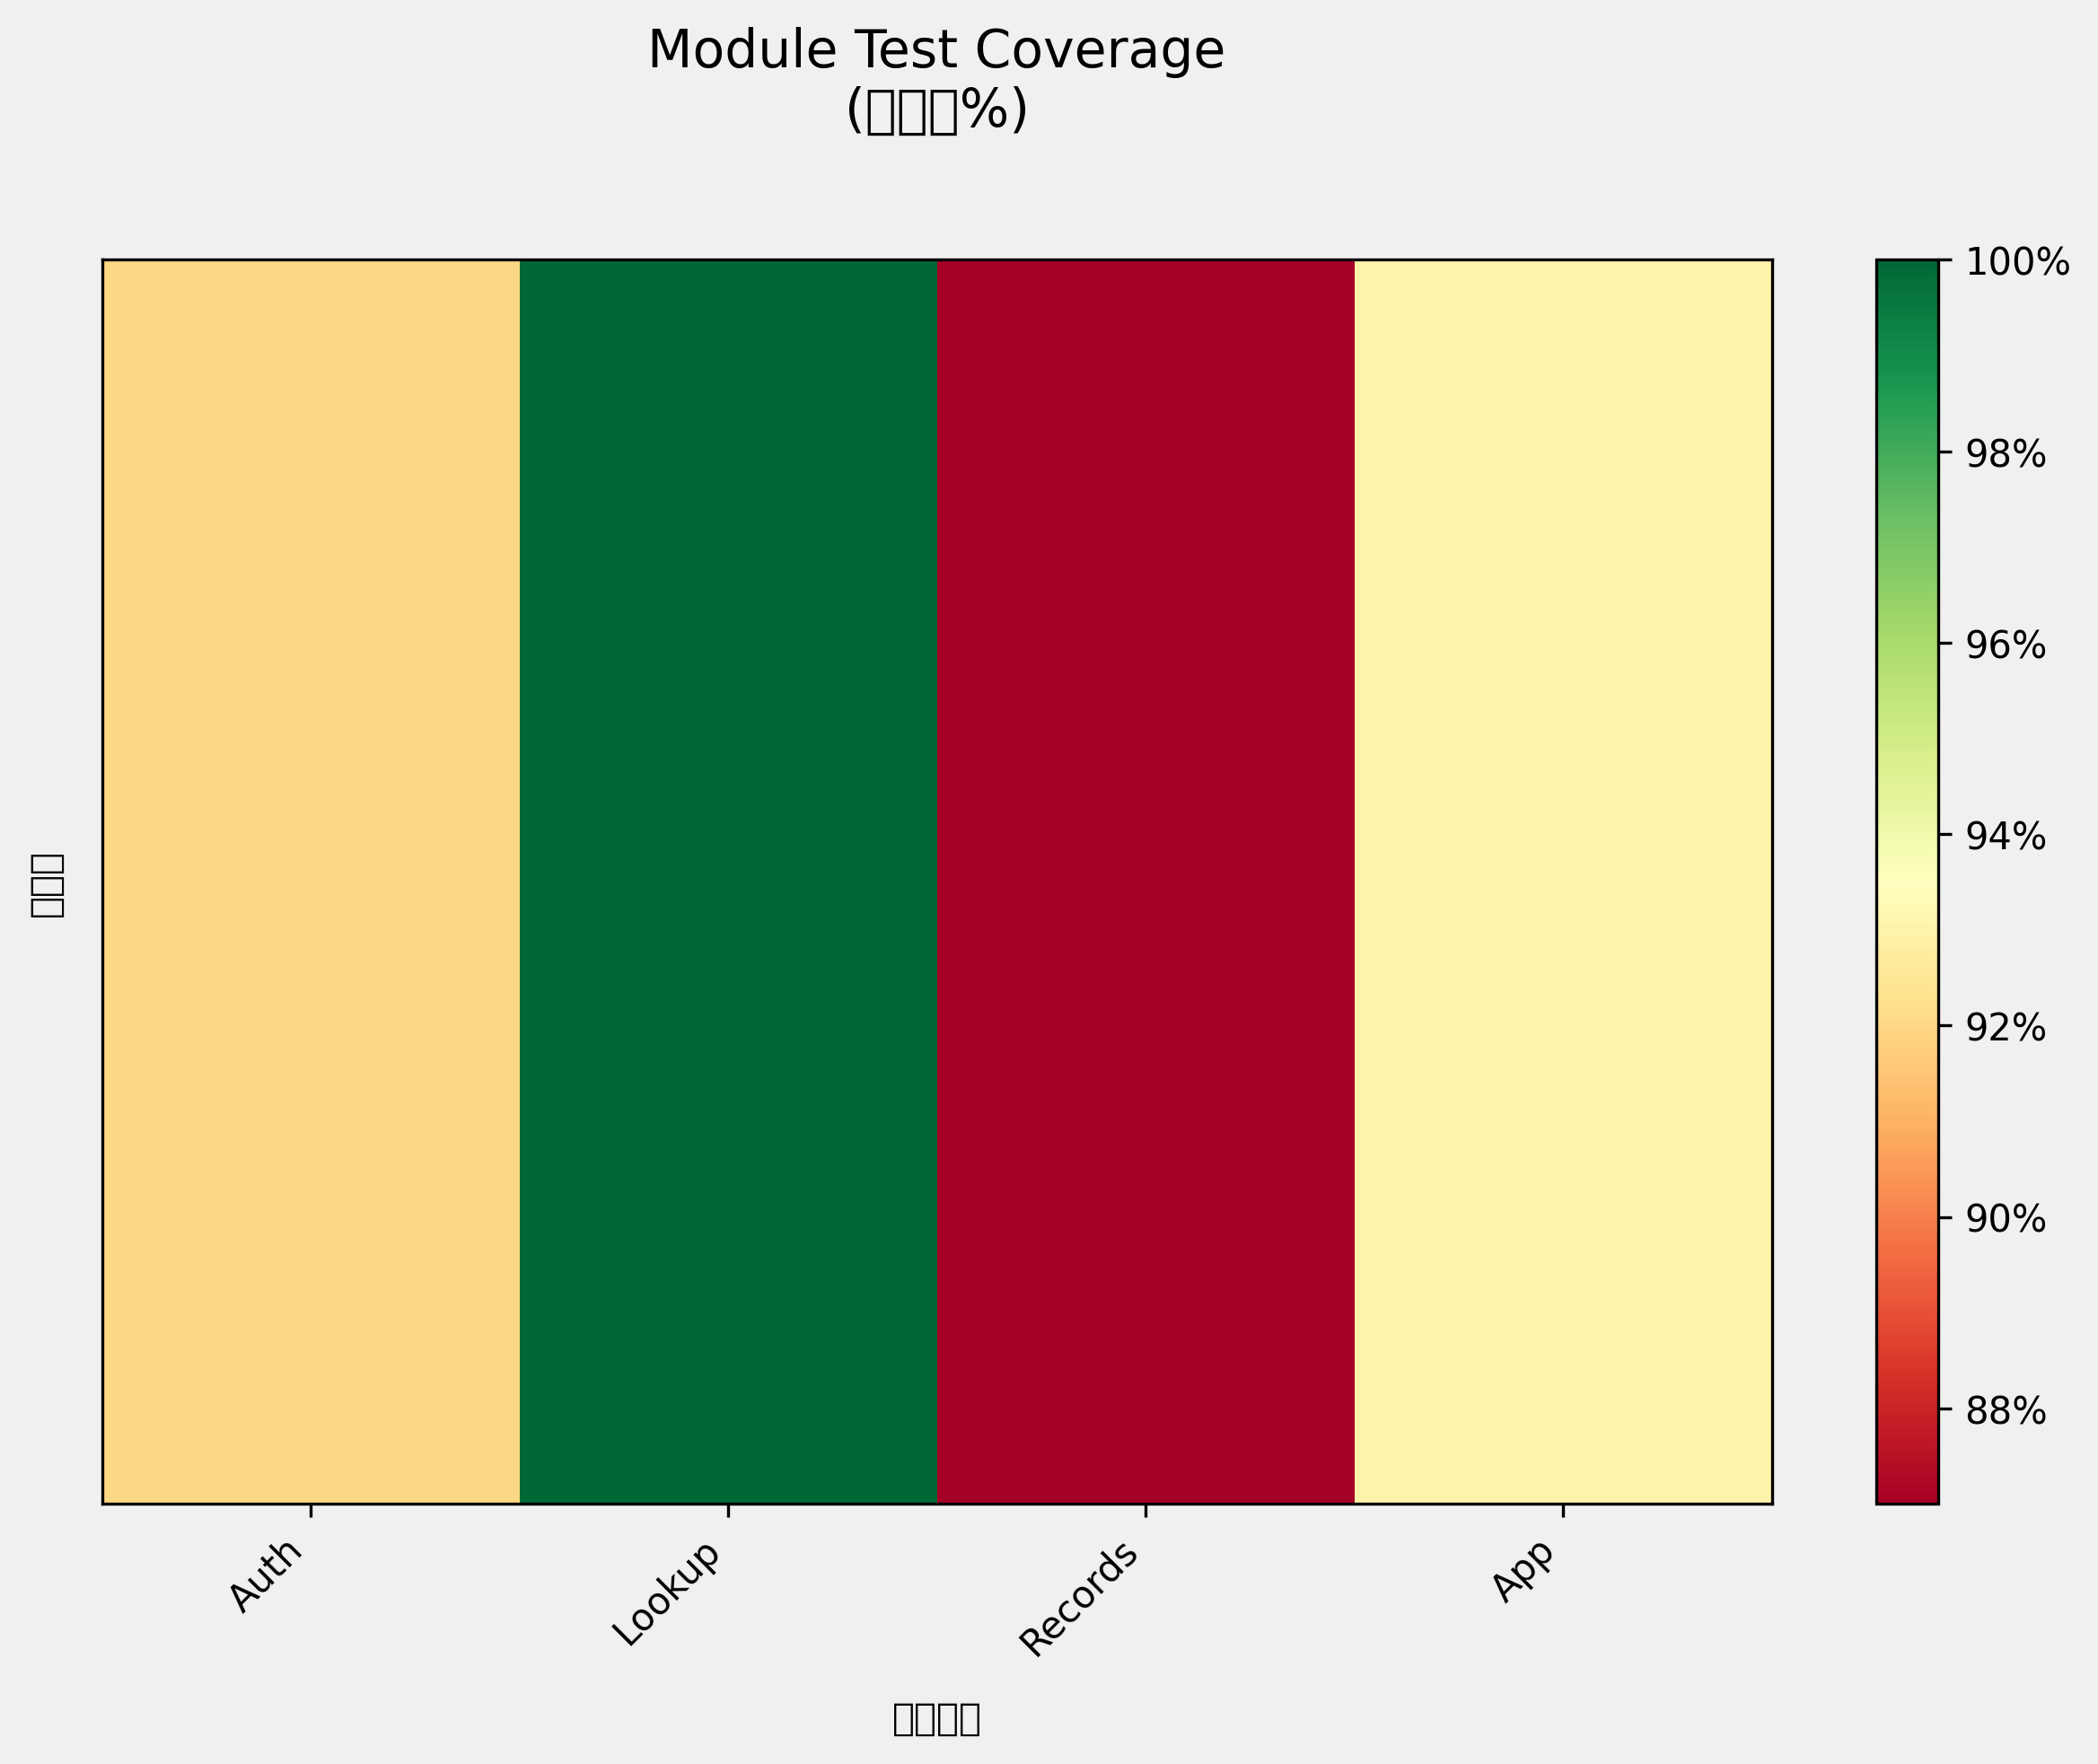 Module Test Coverage
(□□□%)
100%
98%
96%
94%
92%
90%
88%
□□□
Auth
Lookup
Records
App
□□□□